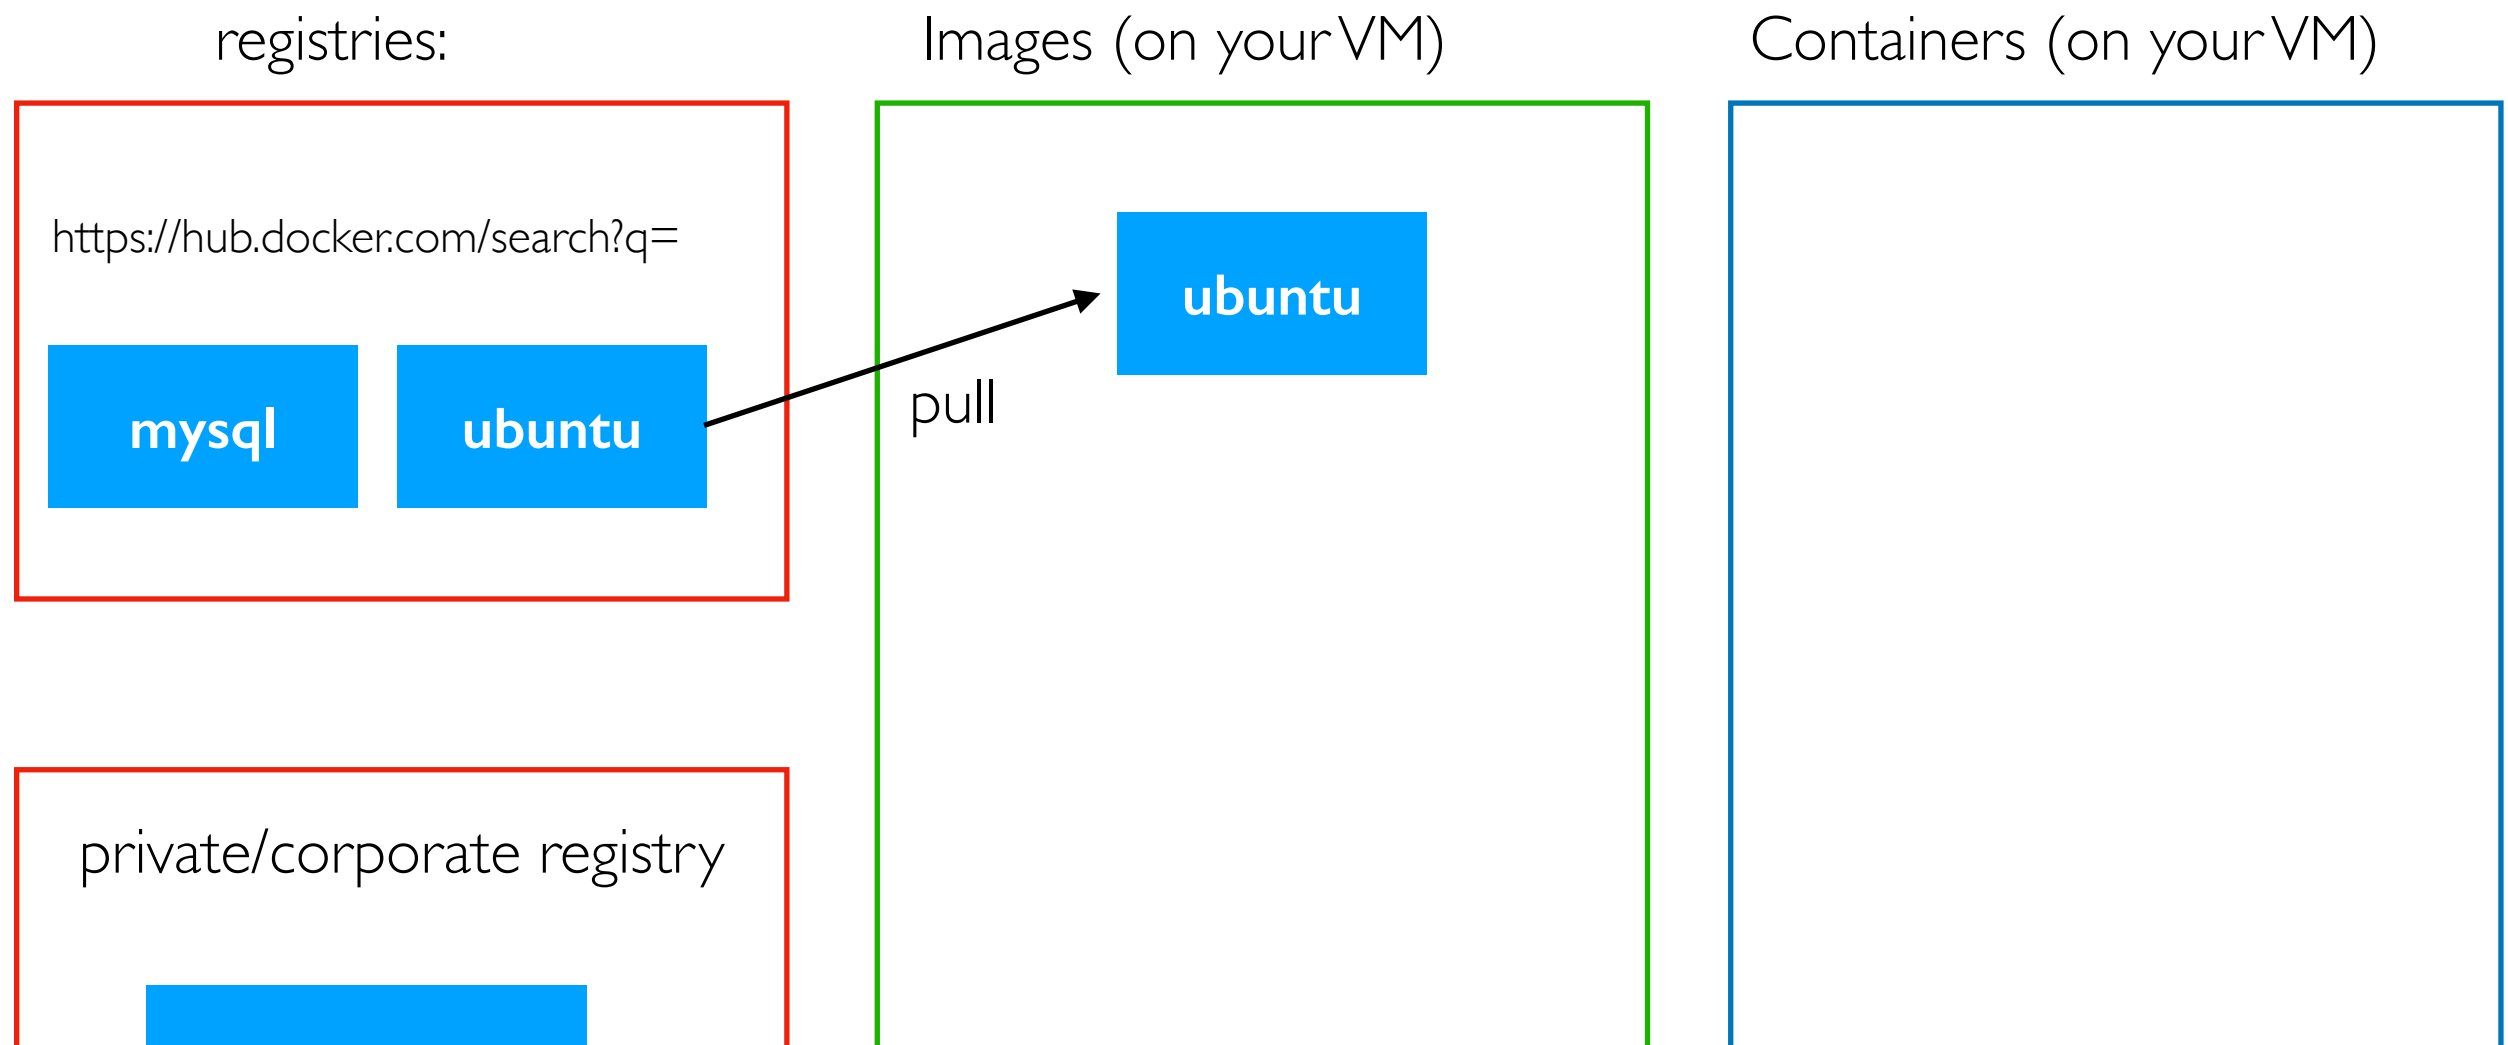 registries:
Images (on your VM)
Containers (on your VM)
https://hub.docker.com/search?q=
mysql
ubuntu
ubuntu
pull
private/corporate registry